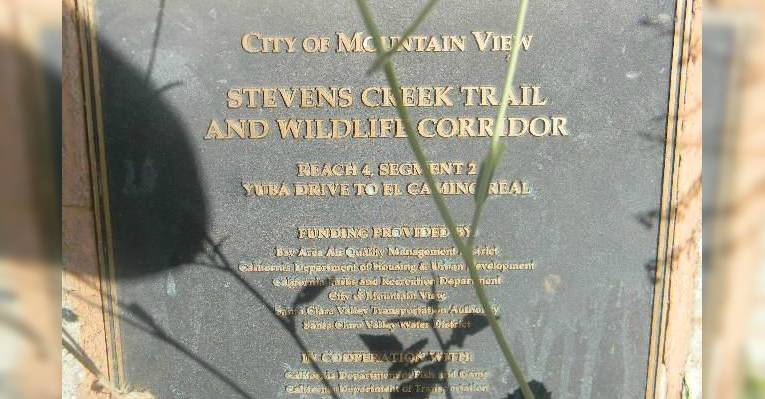 CITY OF MOUNTAIN VIEW
STEVENS CREEK TRAIL
AND WILDLIFE CORRIDOR
REACH 4, SEGMENT 2
YUBA DRIVE TO EL CAMINO REAL
FUNDING PROVIDED BY:
Bay Area Air Quality Management District
California Department of Housing & Urban Development
California Parks and Recreation Department
City of Mountain View
Santa Clara Valley Transportation Authority
Santa Clara Valley Water District
IN COOPERATION WITH:
California Department of Fish and Game
California Department of Transportation